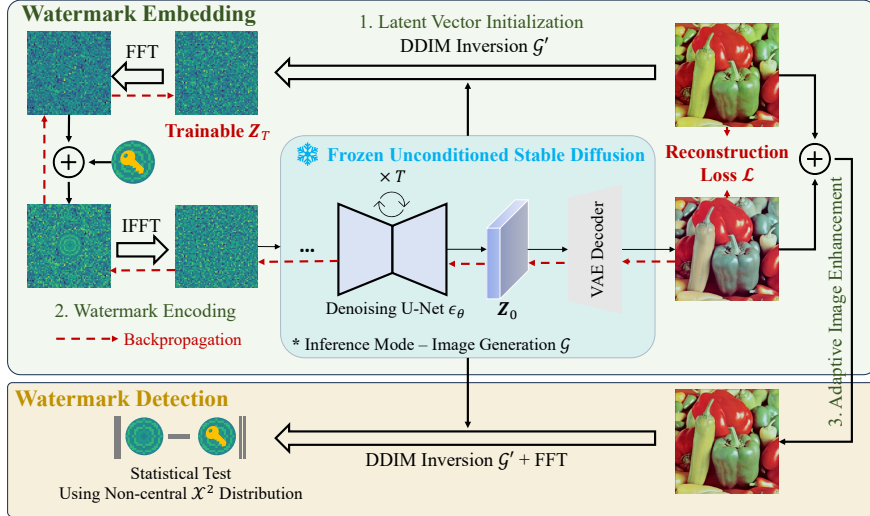 Watermark Embedding
1. Latent Vector Initialization
DDIM Inversion 𝒢′
FFT
Trainable Z_T
Frozen Unconditioned Stable Diffusion
Reconstruction
Loss ℒ
× T
...
IFFT
VAE Decoder
Denoising U-Net ϵ_θ
Z_0
2. Watermark Encoding
Backpropagation
* Inference Mode – Image Generation 𝒢
3. Adaptive Image Enhancement
Watermark Detection
DDIM Inversion 𝒢′ + FFT
Statistical Test
Using Non-central 𝒳² Distribution